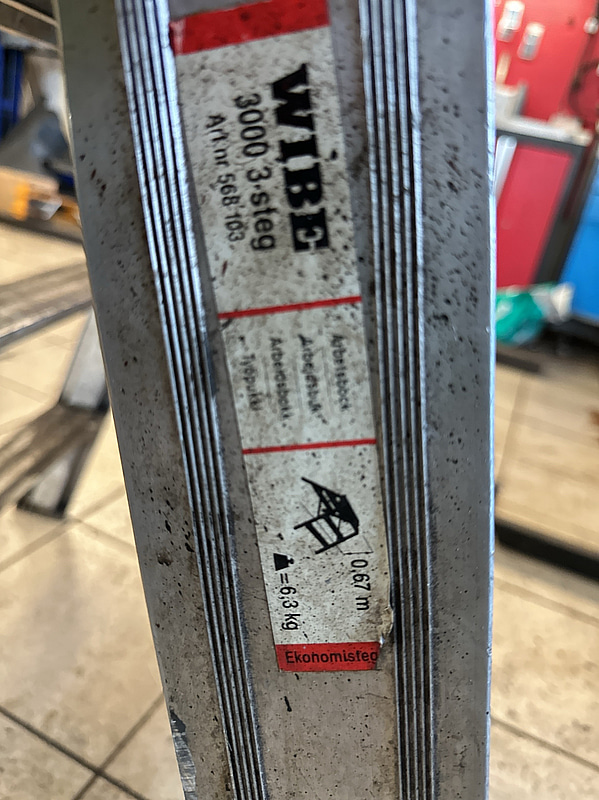 WIBE
3000 3-steg
Art.nr 568 103
Arbetsbock
Arbejdsbuk
Arbeidsbukk
Työpukki
0,67 m
= 6,3 kg
Ekonomisteg